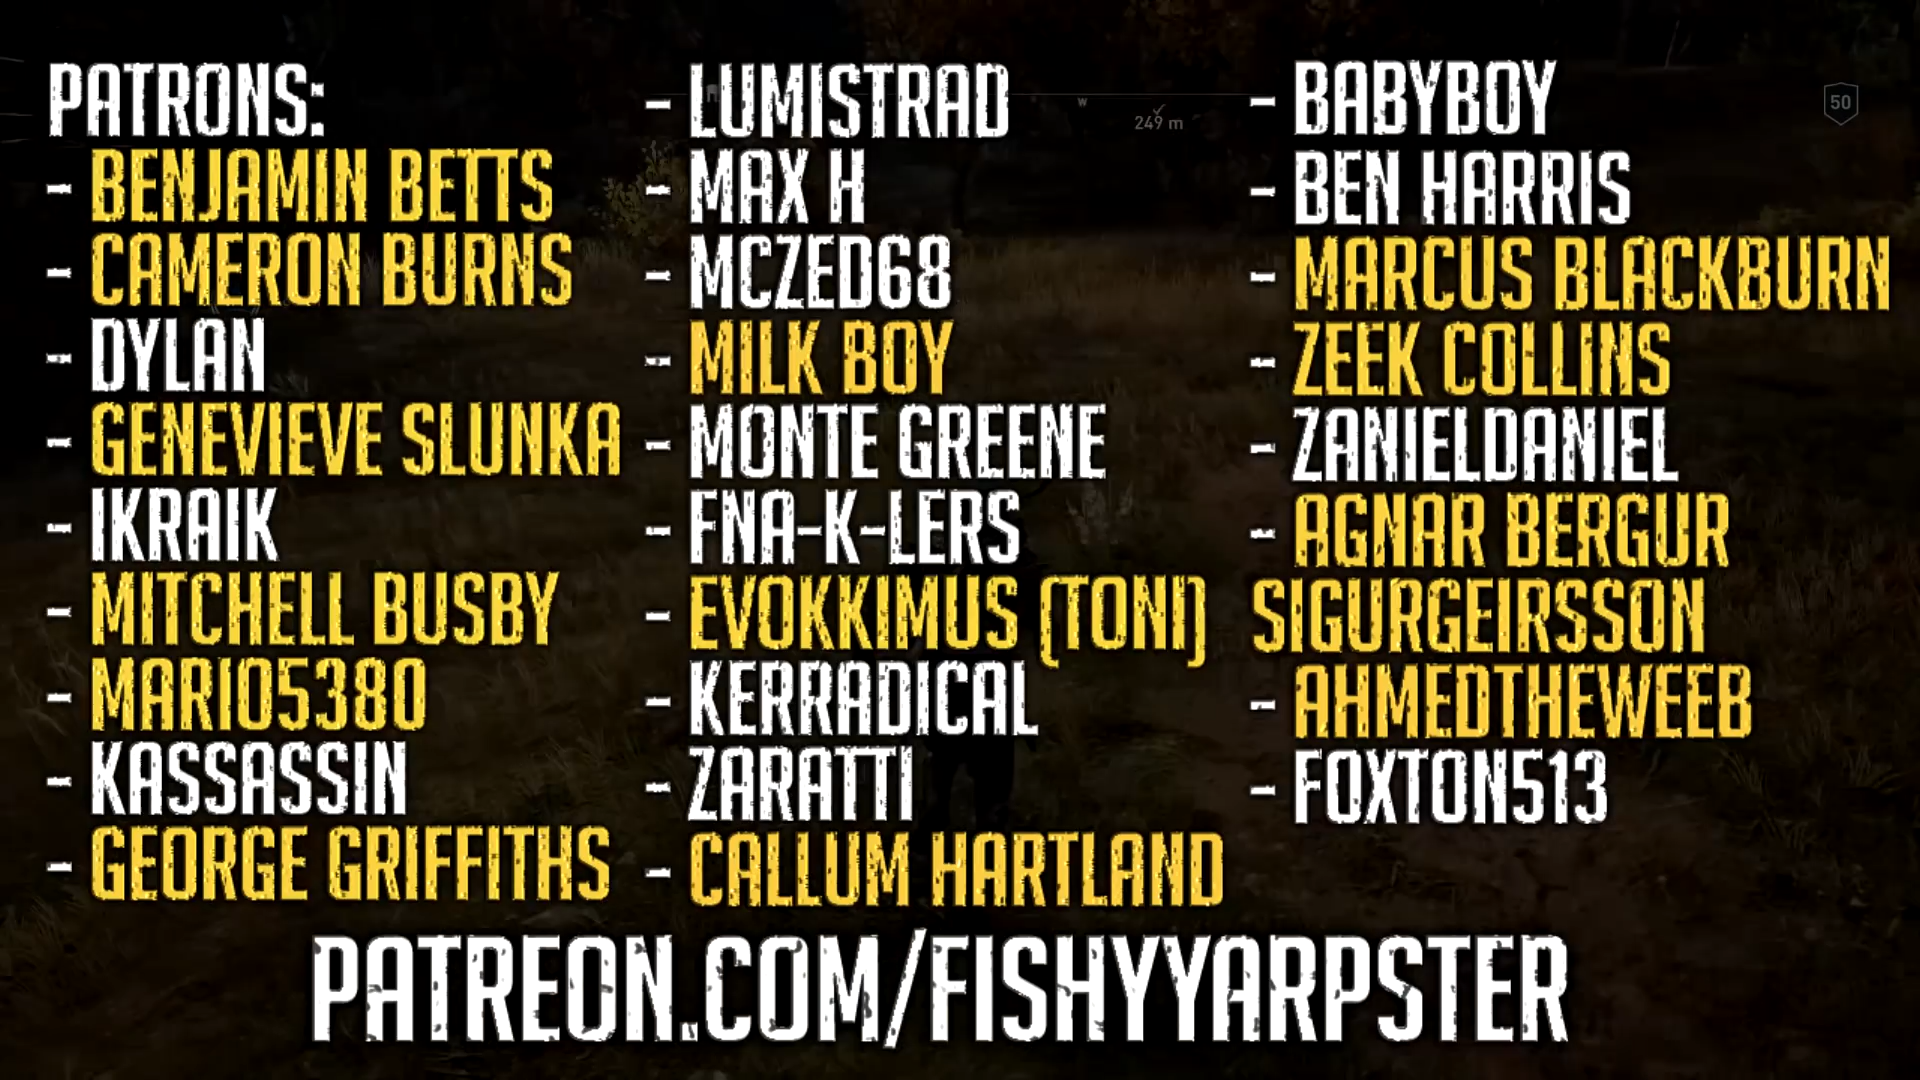 PATRONS:
- BENJAMIN BETTS
- CAMERON BURNS
- DYLAN
- GENEVIEVE SLUNKA
- IKRAIK
- MITCHELL BUSBY
- MARIO5380
- KASSASSIN
- GEORGE GRIFFITHS
- LUMISTRAD
- MAX H
- MCZED68
- MILK BOY
- MONTE GREENE
- FNA-K-LERS
- EVOKKIMUS (TONI)
- KERRADICAL
- ZARATTI
- CALLUM HARTLAND
- BABYBOY
- BEN HARRIS
- MARCUS BLACKBURN
- ZEEK COLLINS
- ZANIELDANIEL
- AGNAR BERGUR
SIGURGEIRSSON
- AHMEDTHEWEEB
- FOXTON513
W
249 m
50
PATREON.COM/FISHYYARPSTER